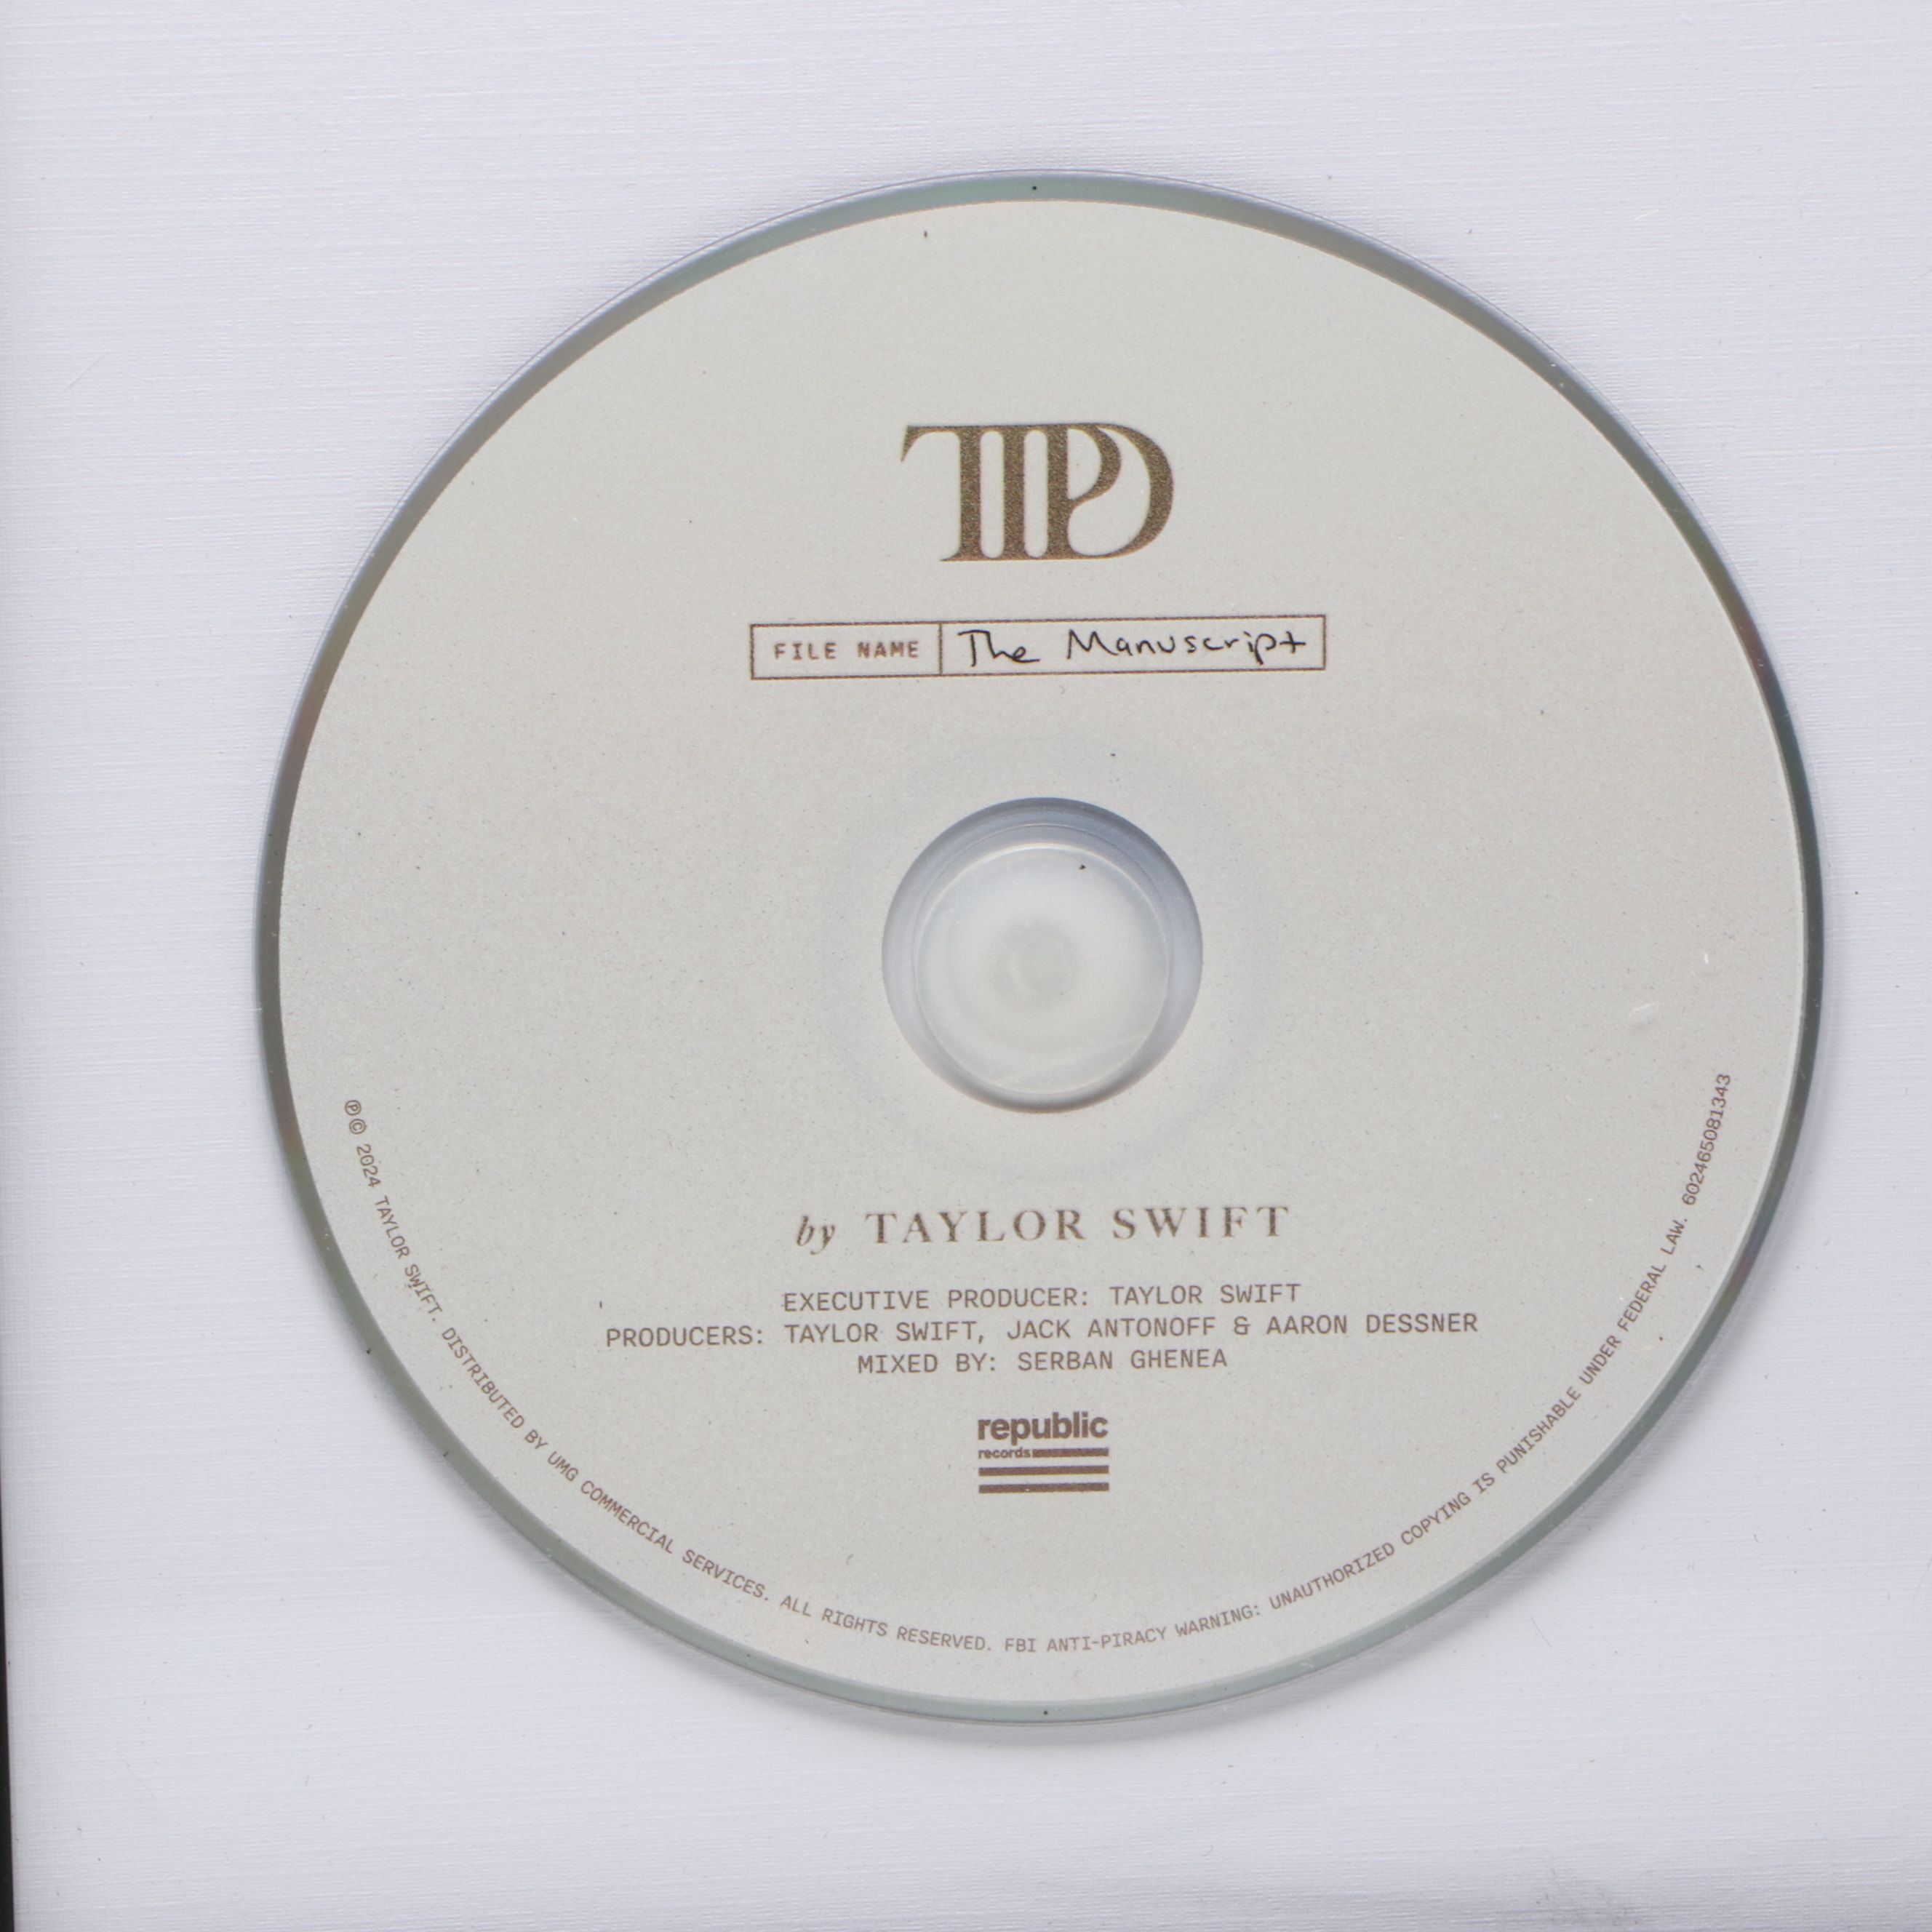 TTPD
FILE NAME The Manuscript
by TAYLOR SWIFT
EXECUTIVE PRODUCER: TAYLOR SWIFT
PRODUCERS: TAYLOR SWIFT, JACK ANTONOFF & AARON DESSNER
MIXED BY: SERBAN GHENEA
republic
records
℗© 2024 TAYLOR SWIFT. DISTRIBUTED BY UMG COMMERCIAL SERVICES. ALL RIGHTS RESERVED. FBI ANTI-PIRACY WARNING: UNAUTHORIZED COPYING IS PUNISHABLE UNDER FEDERAL LAW. 602465081343